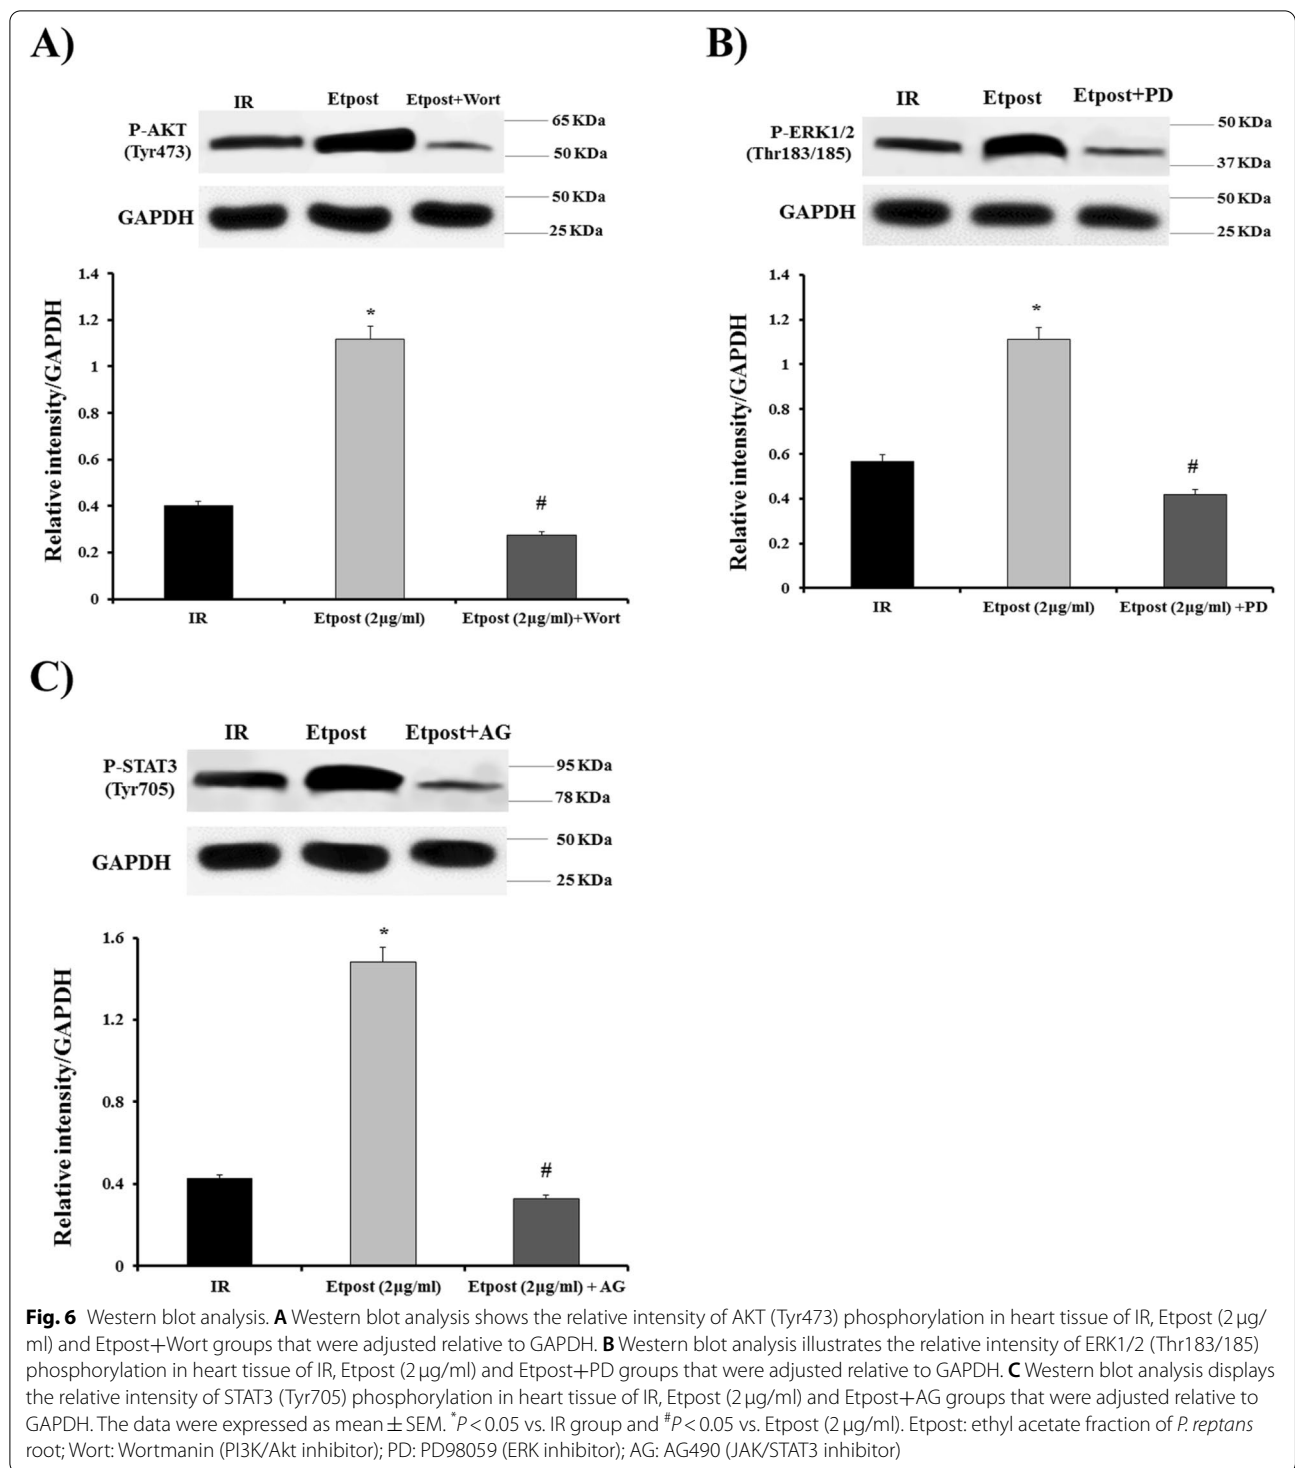 A)
IR Etpost Etpost+Wort
P-AKT
(Tyr473)
65 KDa
50 KDa
GAPDH
50 KDa
25 KDa
Relative intensity/GAPDH
1.4
1.2
1
0.8
0.6
0.4
0.2
0
*
#
IR Etpost (2µg/ml) Etpost (2µg/ml)+Wort
B)
IR Etpost Etpost+PD
P-ERK1/2
(Thr183/185)
50 KDa
37 KDa
GAPDH
50 KDa
25 KDa
Relative intensity/GAPDH
1.4
1.2
1
0.8
0.6
0.4
0.2
0
*
#
IR Etpost (2µg/ml) Etpost (2µg/ml) +PD
C)
IR Etpost Etpost+AG
P-STAT3
(Tyr705)
95 KDa
78 KDa
GAPDH
50 KDa
25 KDa
Relative intensity/GAPDH
1.6
1.2
0.8
0.4
0
*
#
IR Etpost (2µg/ml) Etpost (2µg/ml) + AG
Fig. 6 Western blot analysis. A Western blot analysis shows the relative intensity of AKT (Tyr473) phosphorylation in heart tissue of IR, Etpost (2 µg/
ml) and Etpost+Wort groups that were adjusted relative to GAPDH. B Western blot analysis illustrates the relative intensity of ERK1/2 (Thr183/185)
phosphorylation in heart tissue of IR, Etpost (2 µg/ml) and Etpost+PD groups that were adjusted relative to GAPDH. C Western blot analysis displays
the relative intensity of STAT3 (Tyr705) phosphorylation in heart tissue of IR, Etpost (2 µg/ml) and Etpost+AG groups that were adjusted relative to
GAPDH. The data were expressed as mean ± SEM. *P < 0.05 vs. IR group and #P < 0.05 vs. Etpost (2 µg/ml). Etpost: ethyl acetate fraction of P. reptans
root; Wort: Wortmanin (PI3K/Akt inhibitor); PD: PD98059 (ERK inhibitor); AG: AG490 (JAK/STAT3 inhibitor)